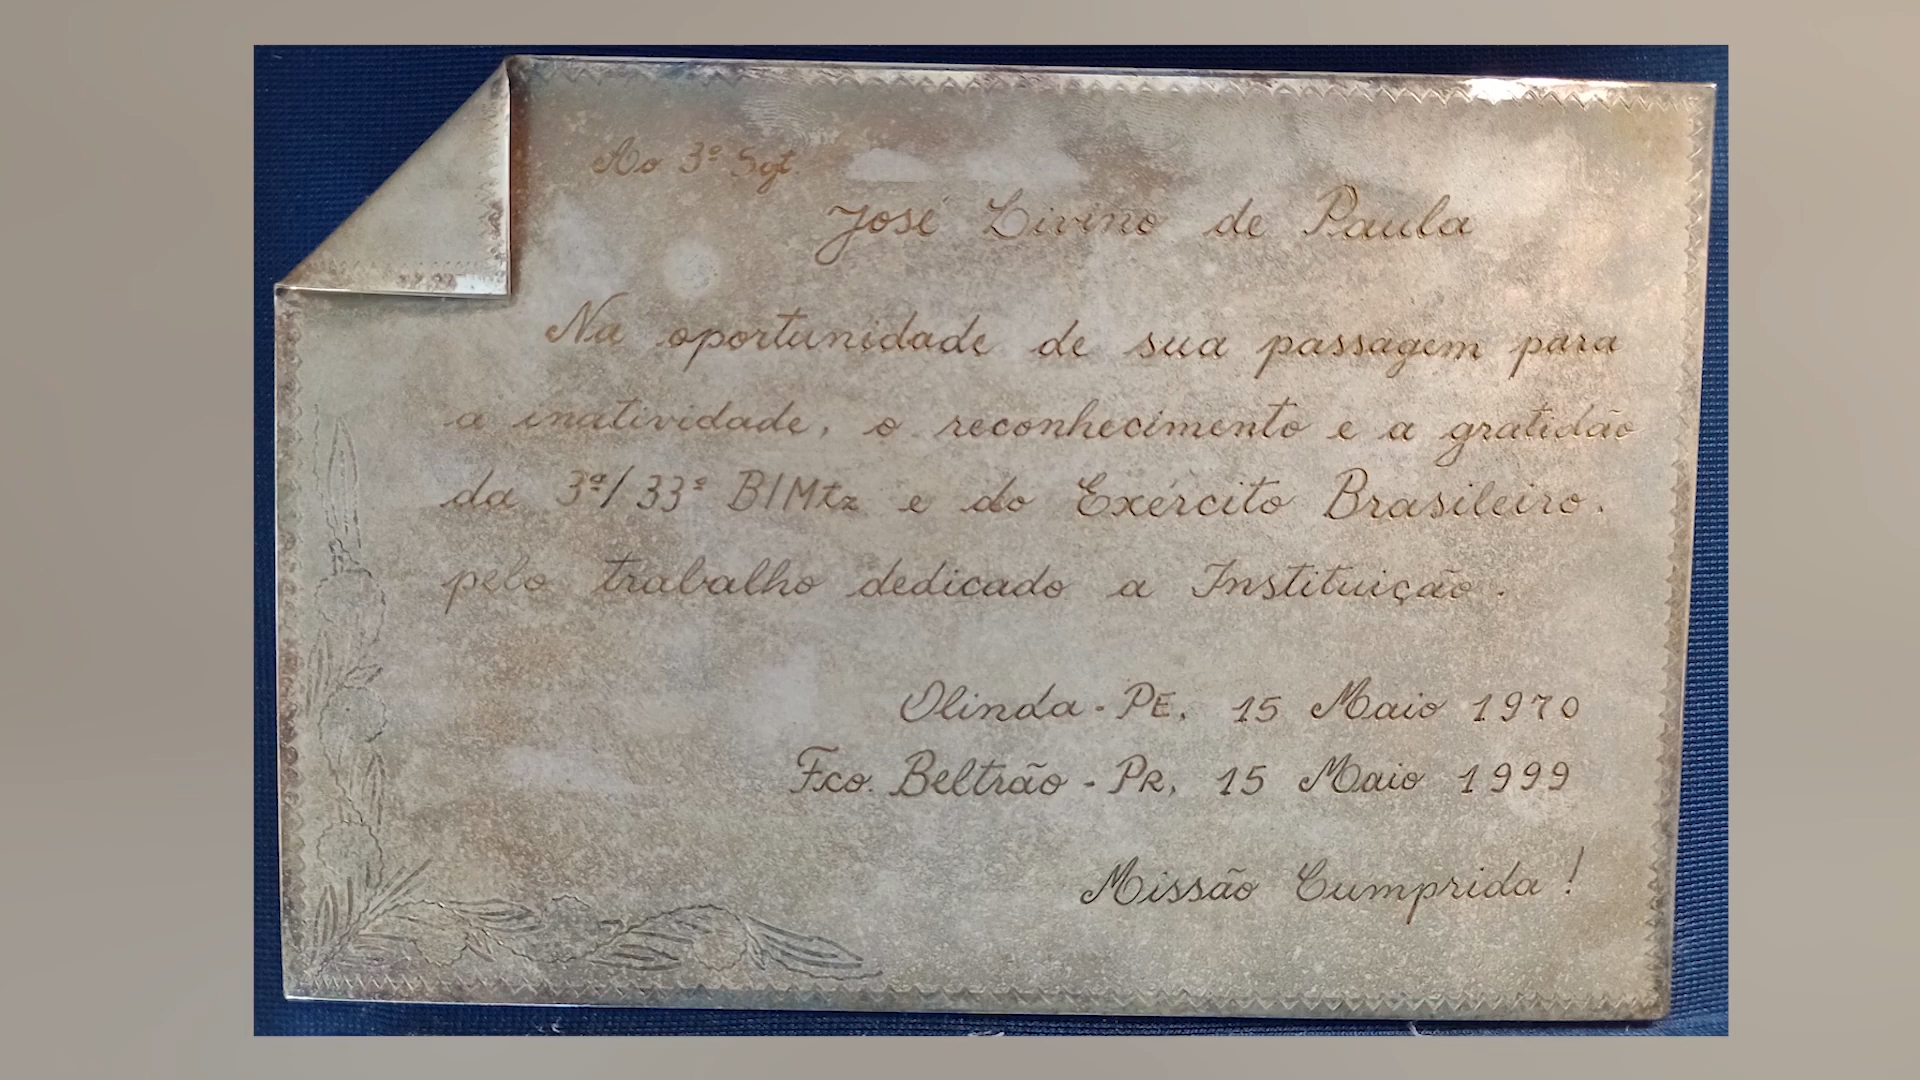 Ao 3º Sgt.
José Livino de Paula
Na oportunidade de sua passagem para
a inatividade, o reconhecimento e a gratidão
da 3ª/33º BIMtz e do Exército Brasileiro.
pelo trabalho dedicado a Instituição.
Olinda - PE, 15 Maio 1970
Fco. Beltrão - PR, 15 Maio 1999
Missão Cumprida!